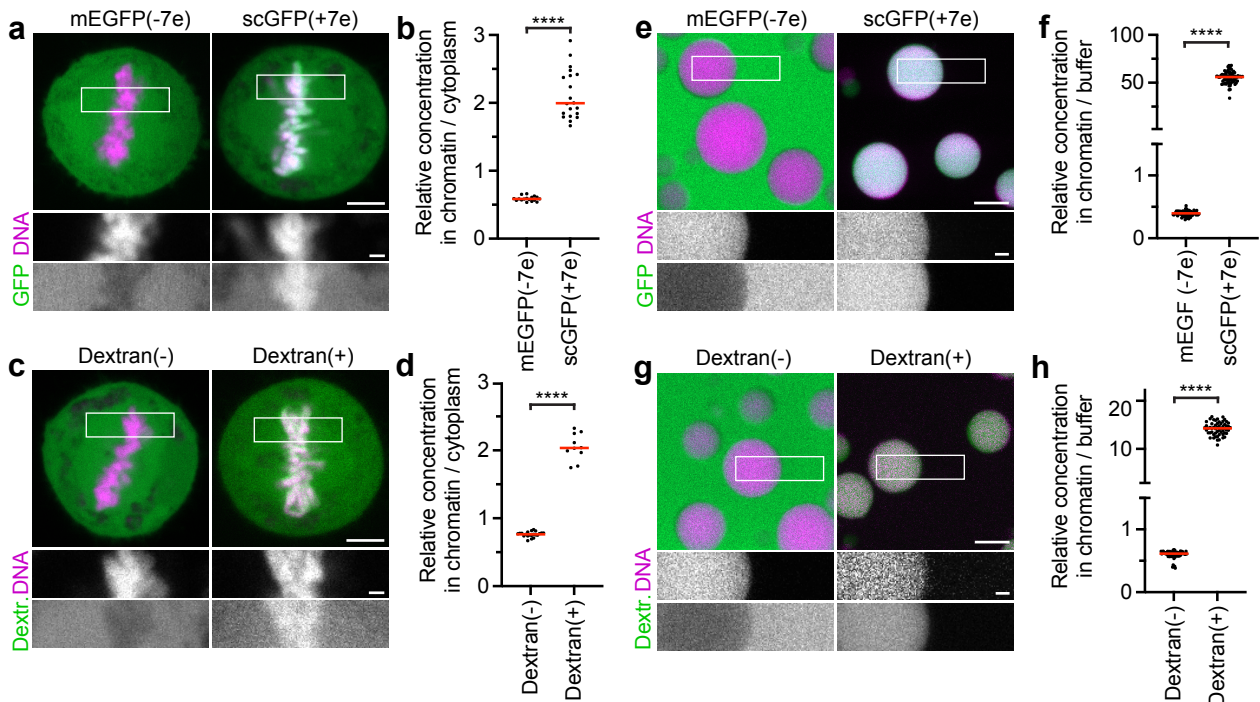 a
mEGFP(-7e)
scGFP(+7e)
GFP DNA
b
Relative concentration
in chromatin / cytoplasm
3
2
1
0
****
mEGFP(-7e)
scGFP(+7e)
c
Dextran(-)
Dextran(+)
Dextr. DNA
d
Relative concentration
in chromatin / cytoplasm
3
2
1
0
****
Dextran(-)
Dextran(+)
e
mEGFP(-7e)
scGFP(+7e)
GFP DNA
f
Relative concentration
in chromatin / buffer
100
50
1
0
****
mEGF (-7e)
scGFP(+7e)
g
Dextran(-)
Dextran(+)
Dextr. DNA
h
Relative concentration
in chromatin / buffer
20
10
1
0
****
Dextran(-)
Dextran(+)